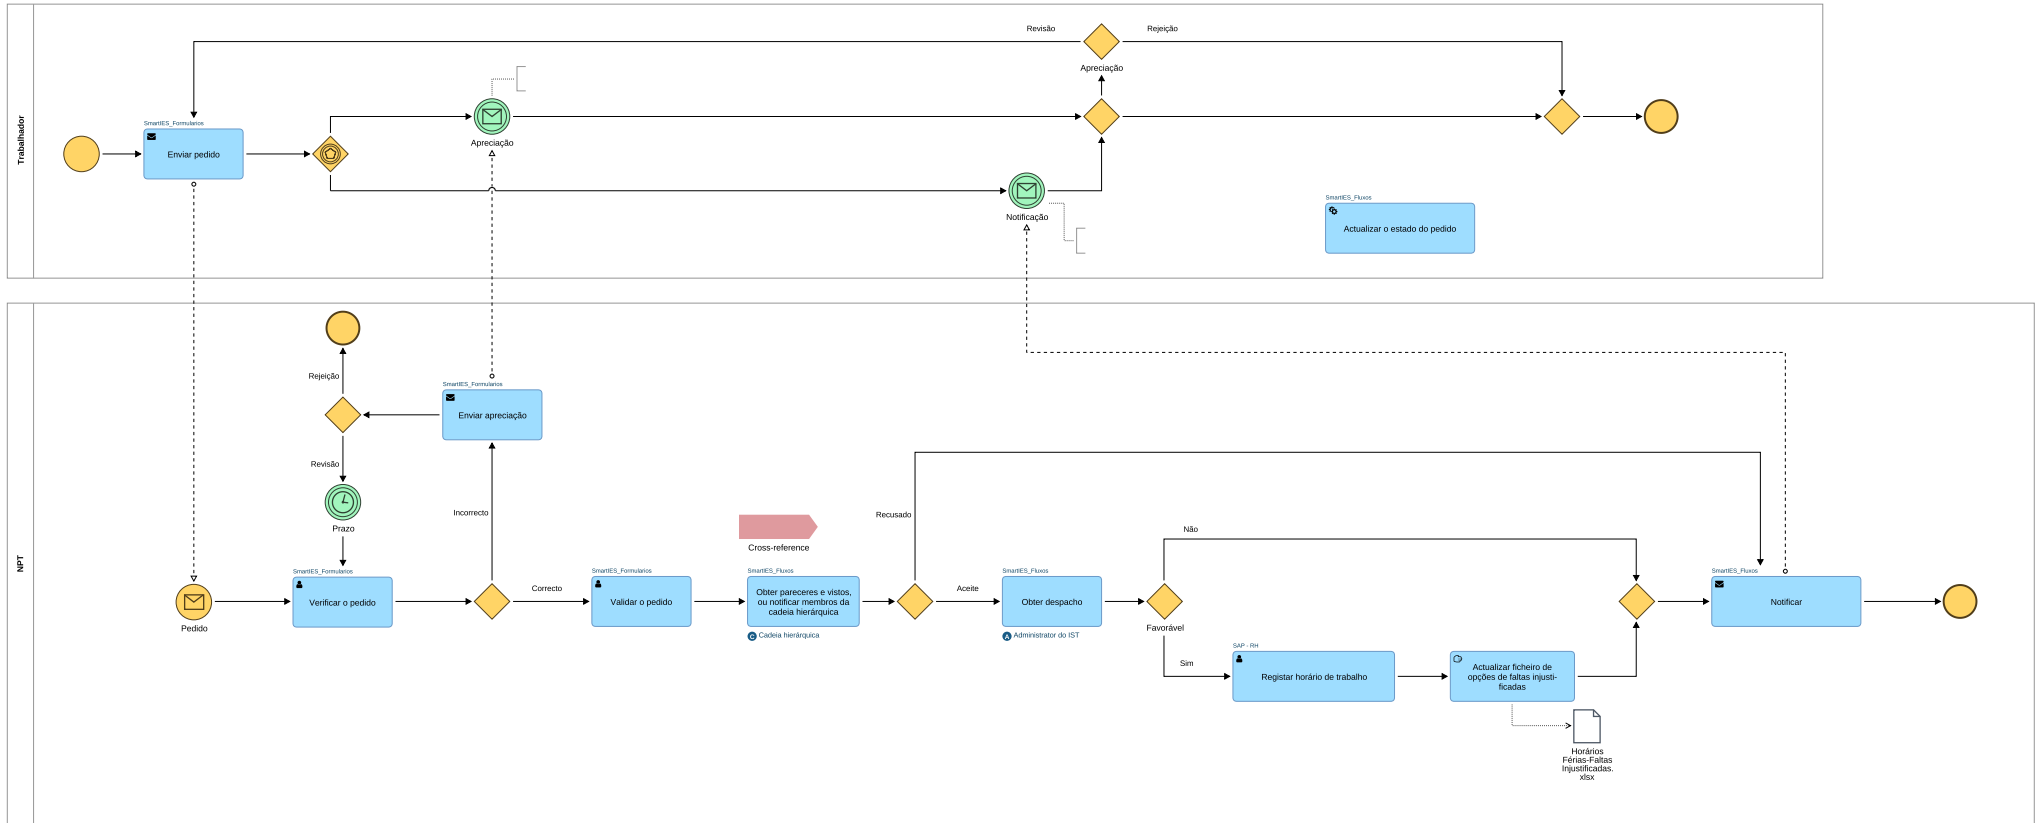 Trabalhador
Revisão
Rejeição
Apreciação
SmartIES_Formularios
Enviar pedido
Apreciação
Notificação
SmartIES_Fluxos
Actualizar o estado do pedido
NPT
Rejeição
SmartIES_Formularios
Enviar apreciação
Revisão
Prazo
Incorrecto
Recusado
Cross-reference
Não
Pedido
SmartIES_Formularios
Verificar o pedido
Correcto
SmartIES_Formularios
Validar o pedido
SmartIES_Fluxos
Obter pareceres e vistos,
ou notificar membros da
cadeia hierárquica
C Cadeia hierárquica
Aceite
SmartIES_Fluxos
Obter despacho
A Administrador do IST
Favorável
Sim
SmartIES_Fluxos
Notificar
SAP - RH
Registar horário de trabalho
Actualizar ficheiro de
opções de faltas injusti-
ficadas
Horários
Férias-Faltas
Injustificadas.
xlsx